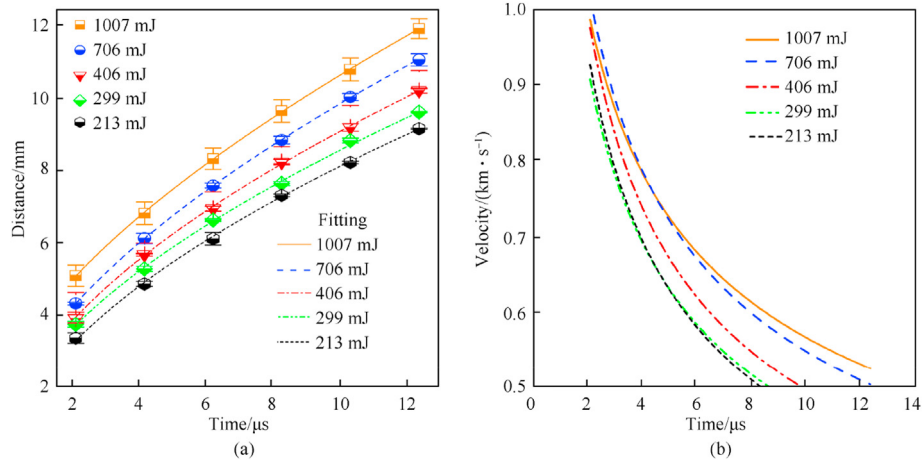 (a)
12
10
8
6
4
2
Distance/mm
1007 mJ
706 mJ
406 mJ
299 mJ
213 mJ
Fitting
1007 mJ
706 mJ
406 mJ
299 mJ
213 mJ
2 4 6 8 10 12
Time/μs
(a)
(b)
1.0
0.9
0.8
0.7
0.6
0.5
Velocity/(km · s⁻¹)
1007 mJ
706 mJ
406 mJ
299 mJ
213 mJ
0 2 4 6 8 10 12 14
Time/μs
(b)